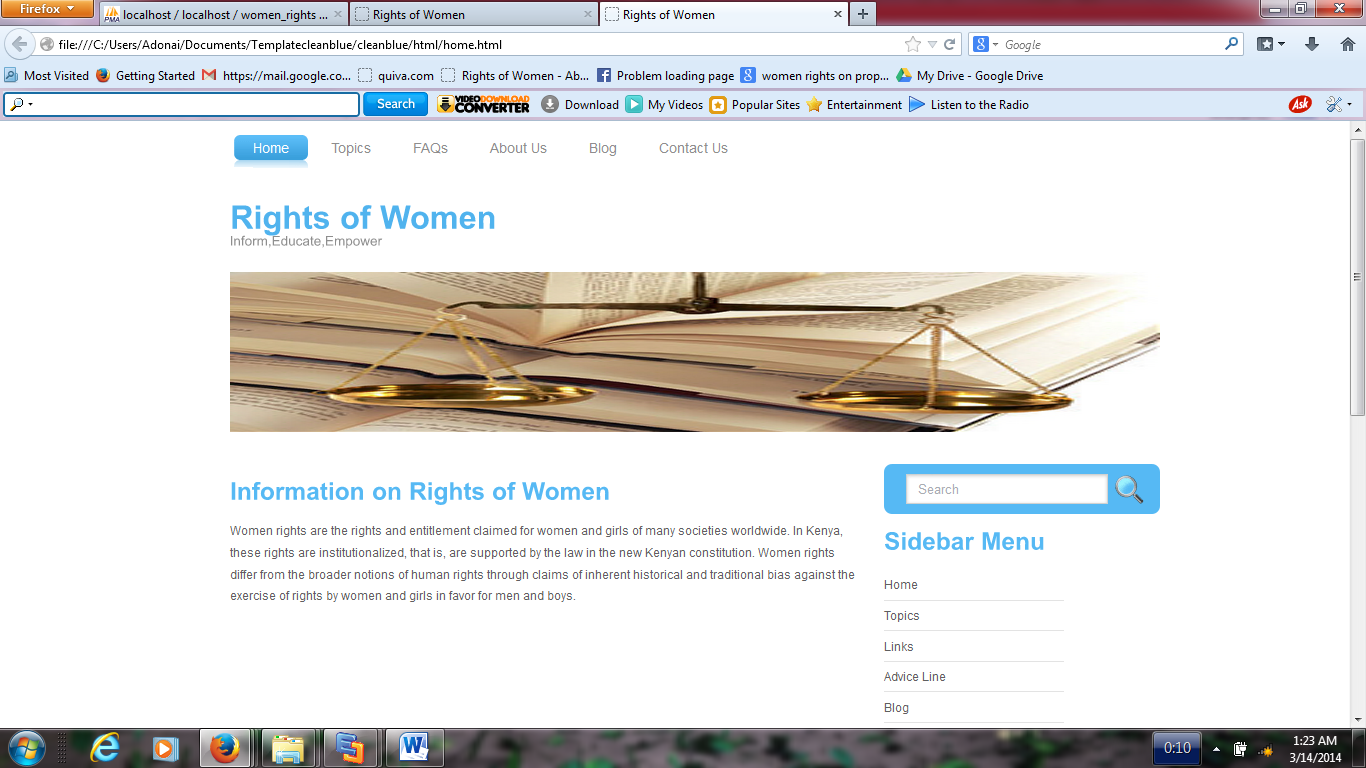 Firefox
PMA localhost / localhost / women_rights ...
Rights of Women
Rights of Women
file:///C:/Users/Adonai/Documents/Templatecleanblue/cleanblue/html/home.html
Google
Most Visited Getting Started https://mail.google.co... quiva.com Rights of Women - Ab... Problem loading page women rights on prop... My Drive - Google Drive
Search VIDEO DOWNLOAD CONVERTER Download My Videos Popular Sites Entertainment Listen to the Radio Ask
Home Topics FAQs About Us Blog Contact Us
Rights of Women
Inform,Educate,Empower
Information on Rights of Women
Women rights are the rights and entitlement claimed for women and girls of many societies worldwide. In Kenya,
these rights are institutionalized, that is, are supported by the law in the new Kenyan constitution. Women rights
differ from the broader notions of human rights through claims of inherent historical and traditional bias against the
exercise of rights by women and girls in favor for men and boys.
Search
Sidebar Menu
Home
Topics
Links
Advice Line
Blog
0:10
1:23 AM
3/14/2014